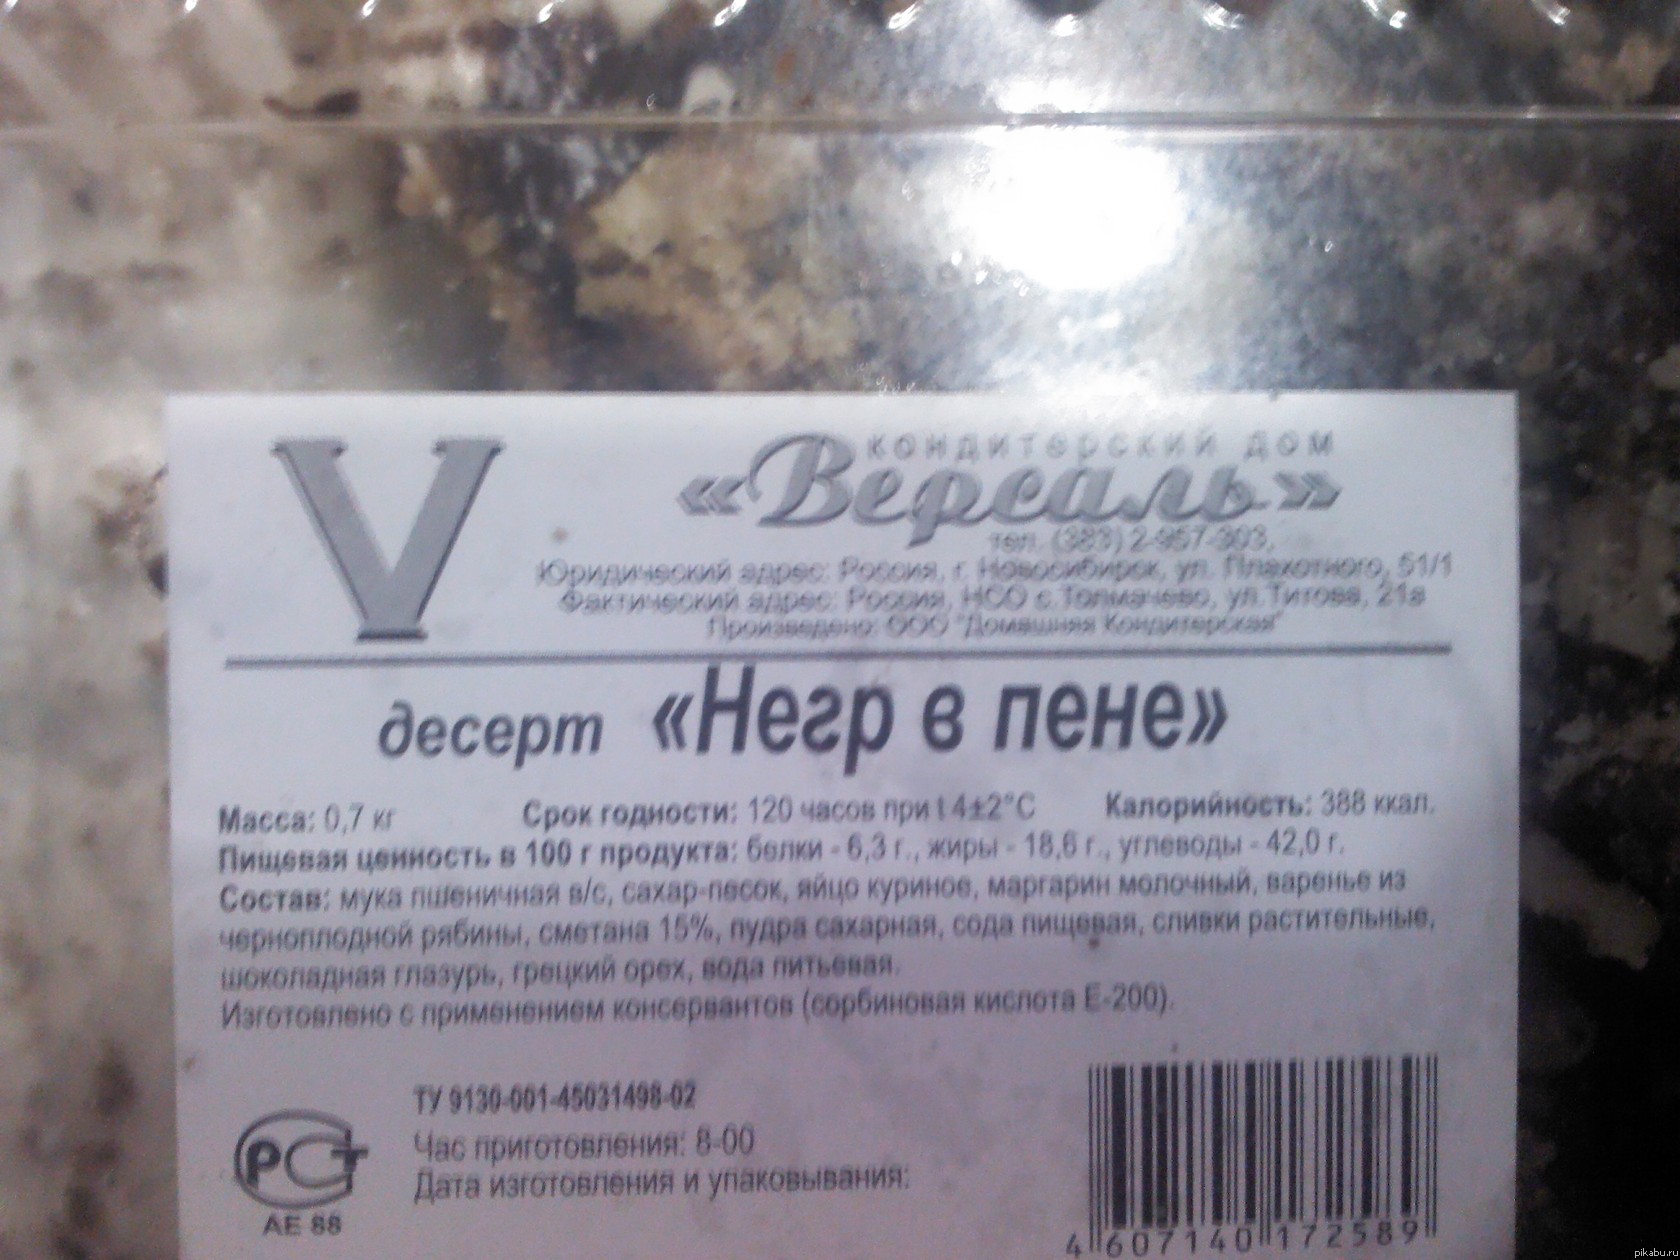 V
кондитерский дом
«Версаль»
тел. (383) 2-957-303,
Юридический адрес: Россия, г. Новосибирск, ул. Плахотного, 51/1
Фактический адрес: Россия, НСО с.Толмачево, ул.Титова, 21а
Произведено: ООО "Домашняя Кондитерская"
десерт «Негр в пене»
Масса: 0,7 кг Срок годности: 120 часов при t 4±2°С Калорийность: 388 ккал.
Пищевая ценность в 100 г продукта: белки - 6,3 г., жиры - 18,6 г., углеводы - 42,0 г.
Состав: мука пшеничная в/с, сахар-песок, яйцо куриное, маргарин молочный, варенье из
черноплодной рябины, сметана 15%, пудра сахарная, сода пищевая, сливки растительные,
шоколадная глазурь, грецкий орех, вода питьевая.
Изготовлено с применением консервантов (сорбиновая кислота Е-200).
ТУ 9130-001-45031498-02
Час приготовления: 8-00
Дата изготовления и упаковывания:
РСТ
АЕ 88
4 607140 172589
pikabu.ru